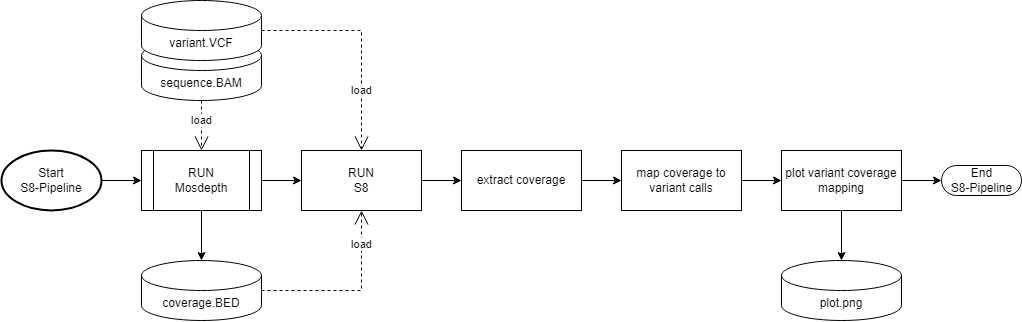 variant.VCF
sequence.BAM
load
load
Start
S8-Pipeline
RUN
Mosdepth
RUN
S8
extract coverage
map coverage to
variant calls
plot variant coverage
mapping
End
S8-Pipeline
load
coverage.BED
plot.png